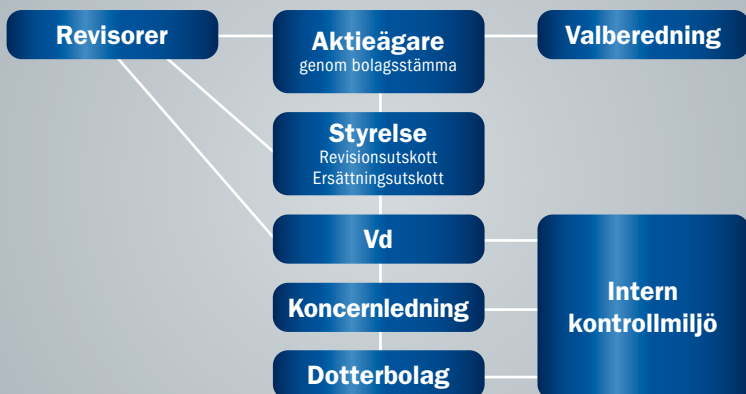 Revisorer
Aktieägare
genom bolagsstämma
Valberedning
Styrelse
Revisionsutskott
Ersättningsutskott
Vd
Koncernledning
Dotterbolag
Intern
kontrollmiljö